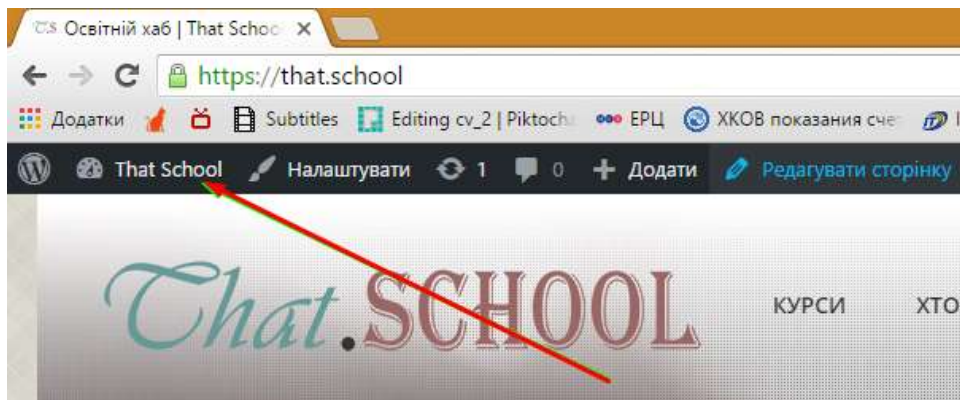 Освітній хаб | That Schoo
https://that.school
Додатки Subtitles Editing cv_2 | Piktoch ЕРЦ ХКОВ показания сче
That School Налаштувати 1 0 Додати Редагувати сторінку
That.SCHOOL КУРСИ ХТО